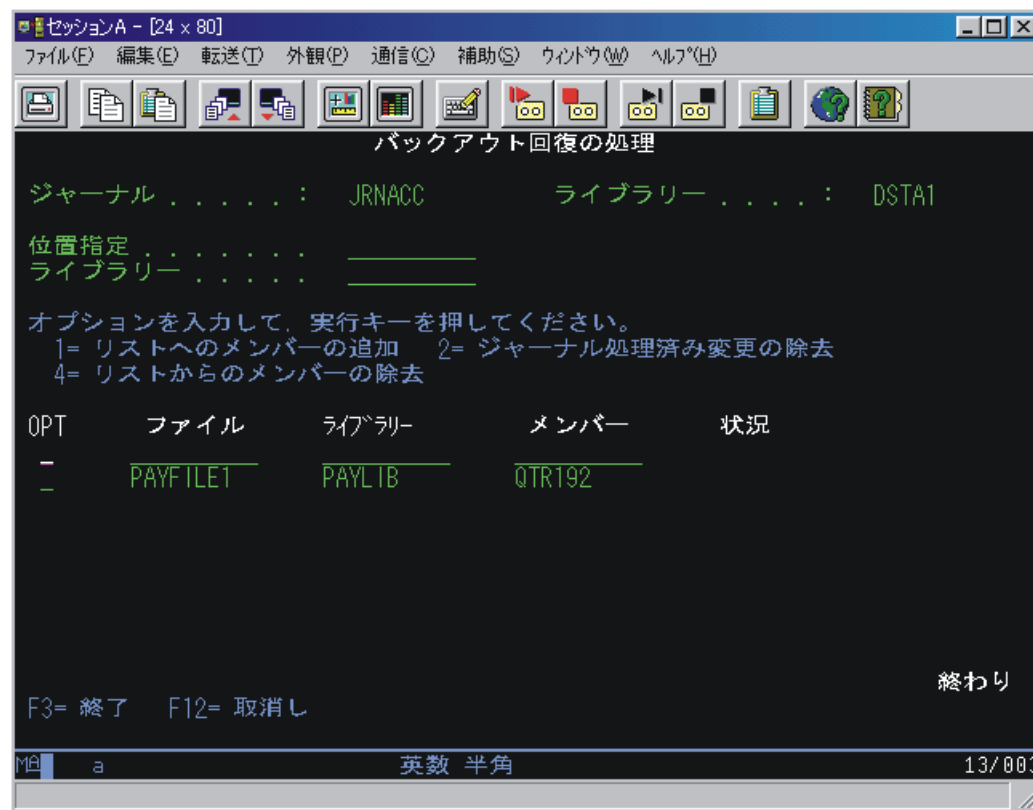 セッションA - [24 x 80]
ファイル(F) 編集(E) 転送(T) 外観(P) 通信(C) 補助(S) ウィンドウ(W) ヘルプ(H)
バックアウト回復の処理
ジャーナル . . . . . : JRNACC ライブラリー . . . . : DSTA1
位置指定 . . . . . . .
ライブラリー . . . . .
オプションを入力して, 実行キーを押してください。
1= リストへのメンバーの追加 2= ジャーナル処理済み変更の除去
4= リストからのメンバーの除去
OPT ファイル ライブラリー メンバー 状況
PAYFILE1 PAYLIB QTR192
終わり
F3= 終了 F12= 取消し
MA a 英数 半角 13/003